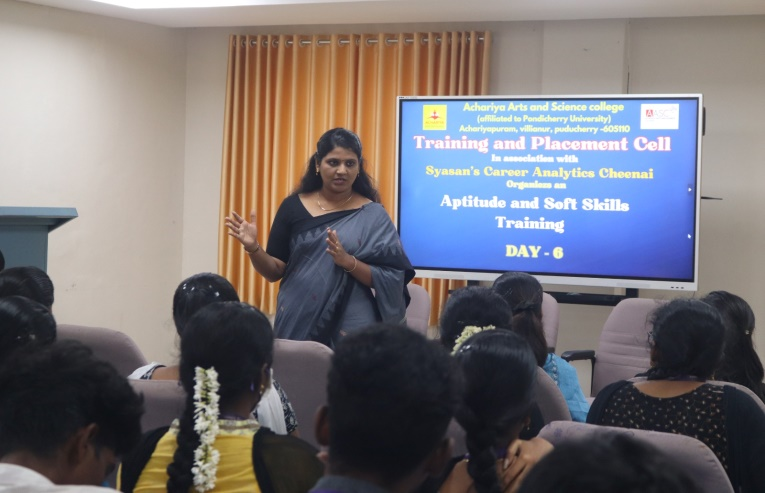 Achariya Arts and Science college
(affiliated to Pondicherry University)
Achariyapuram, villianur, puducherry -605110
Training and Placement Cell
In association with
Syasan's Career Analytics Cheenai
Organizes an
Aptitude and Soft Skills
Training
DAY - 6